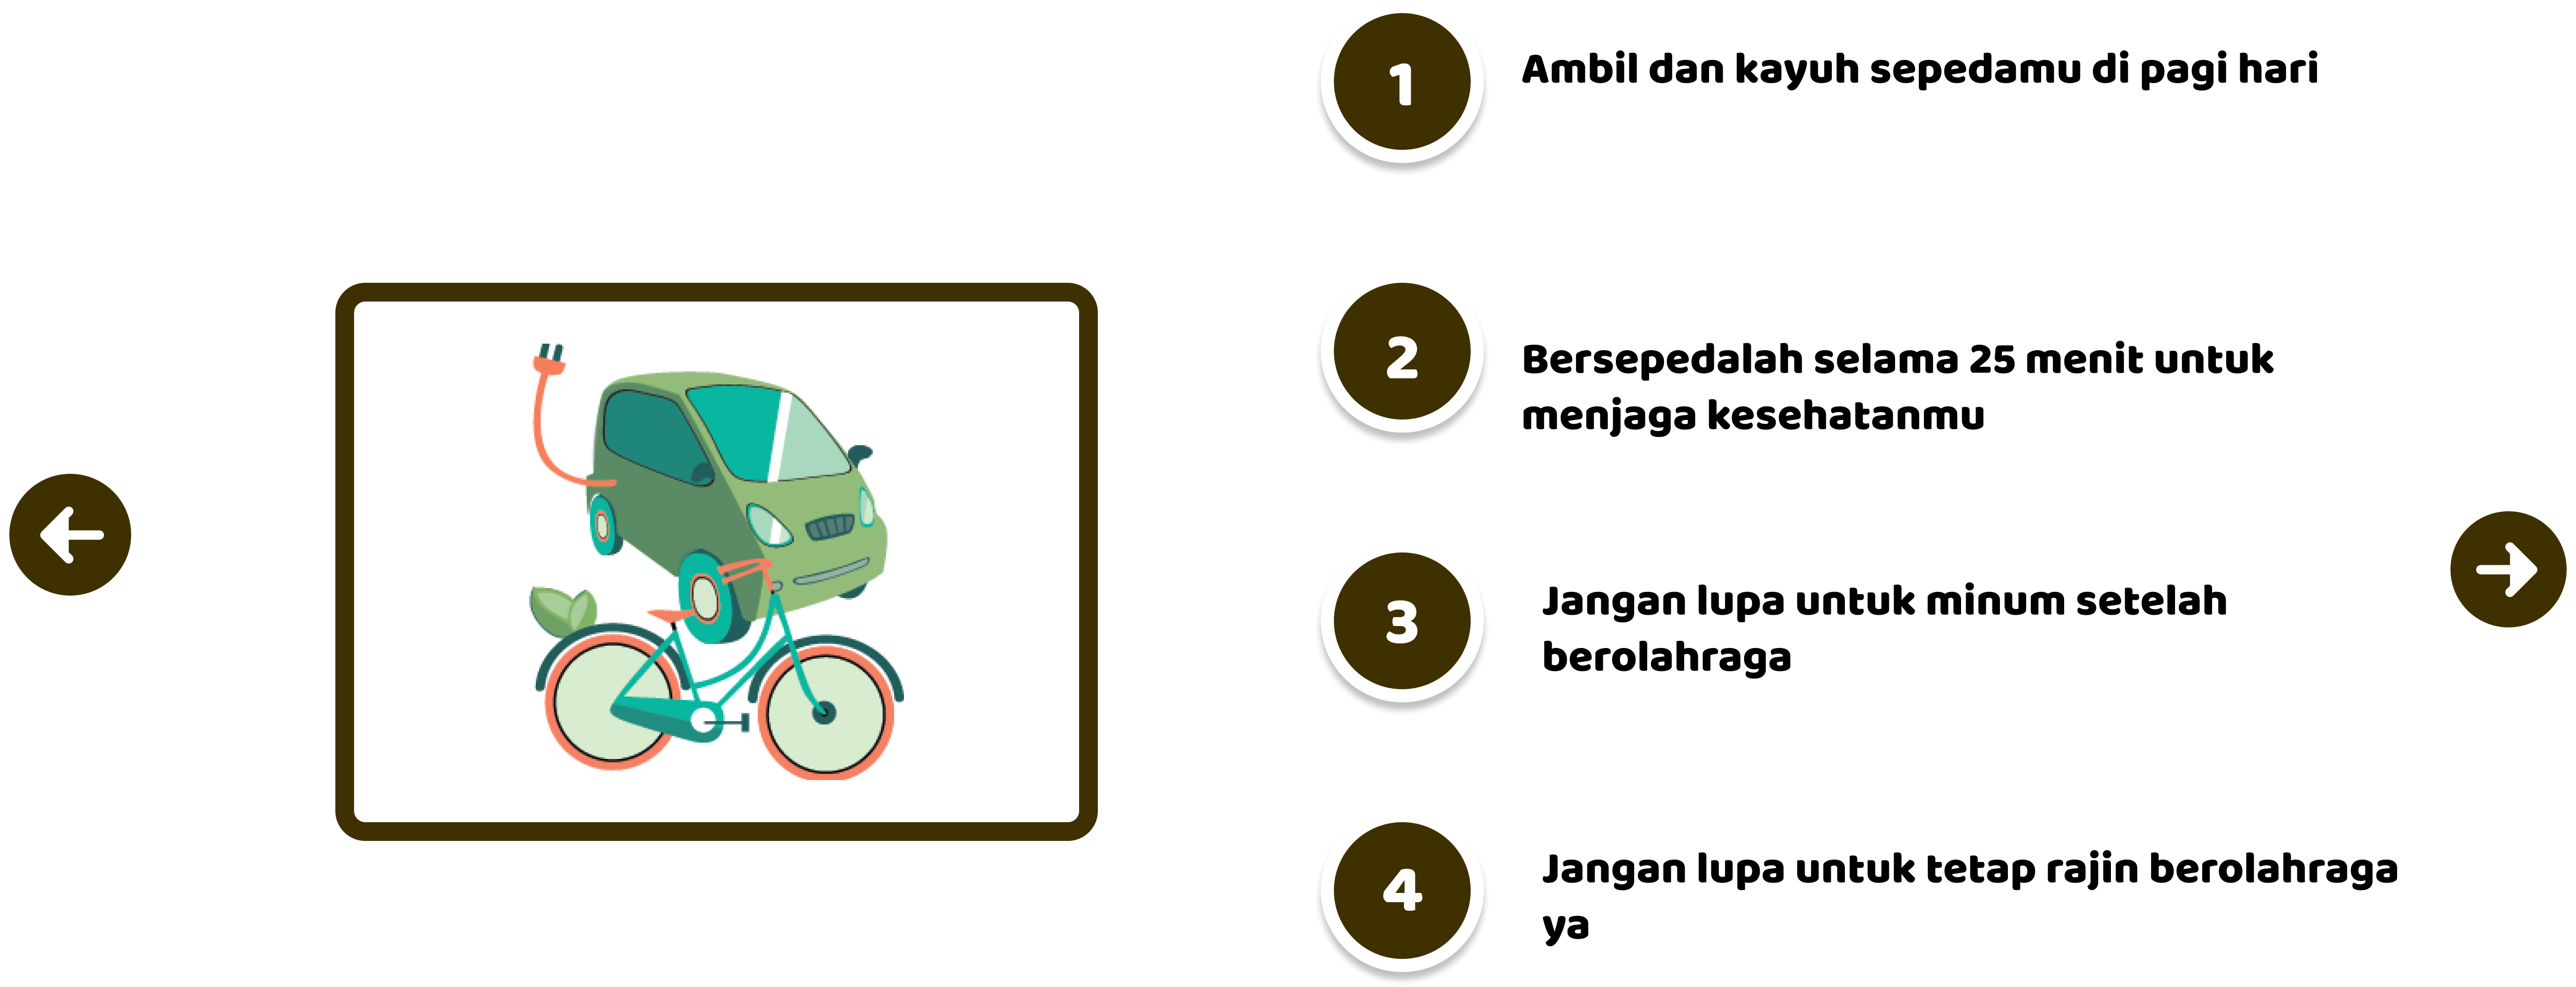 1
Ambil dan kayuh sepedamu di pagi hari
2
Bersepedalah selama 25 menit untuk
menjaga kesehatanmu
3
Jangan lupa untuk minum setelah
berolahraga
4
Jangan lupa untuk tetap rajin berolahraga
ya